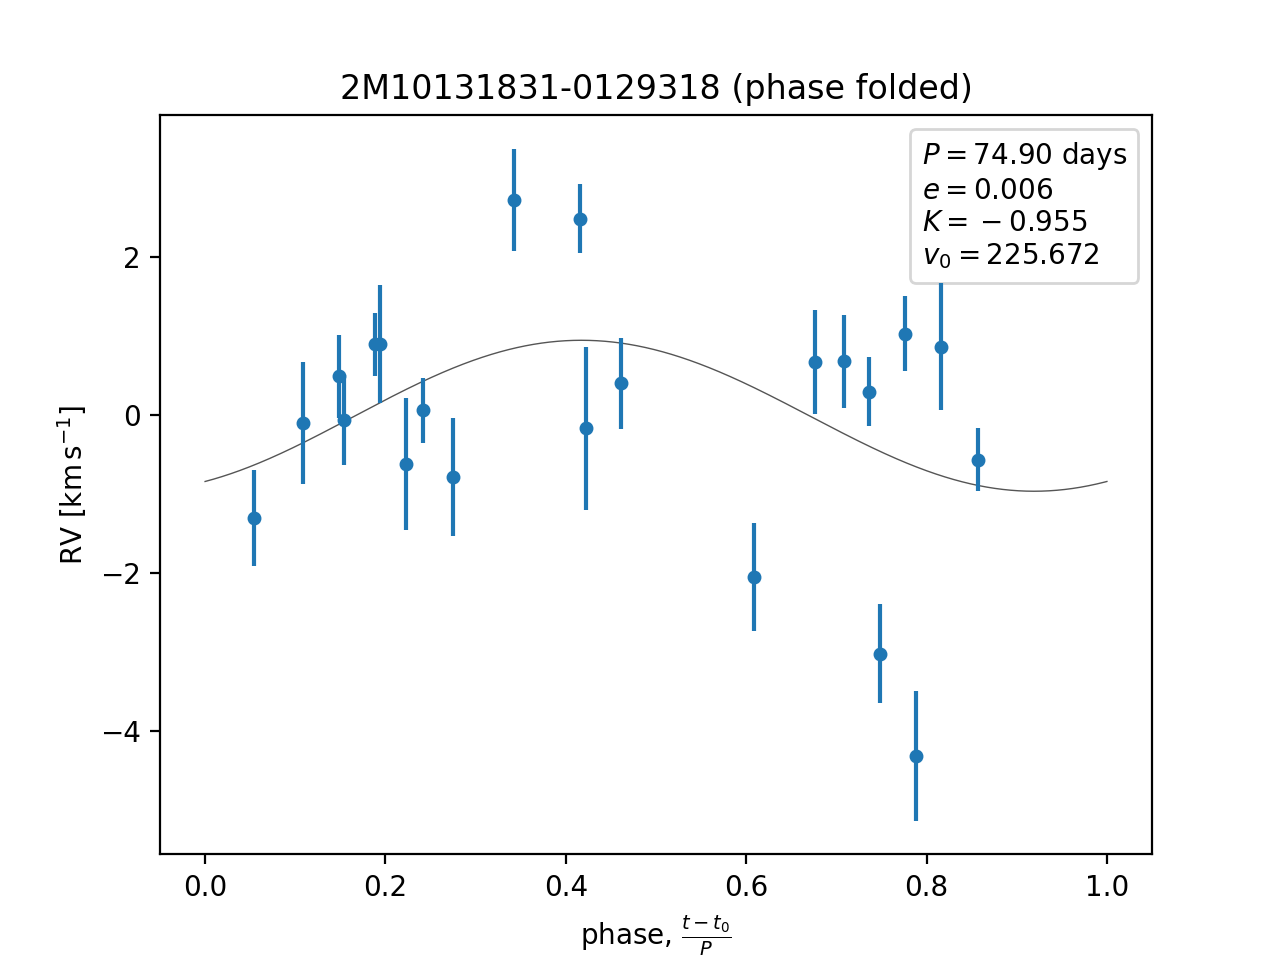 2M10131831-0129318 (phase folded)
P = 74.90 days
e = 0.006
K = −0.955
v₀ = 225.672
RV [km s⁻¹]
2
0
−2
−4
0.0 0.2 0.4 0.6 0.8 1.0
phase, (t − t₀)/P